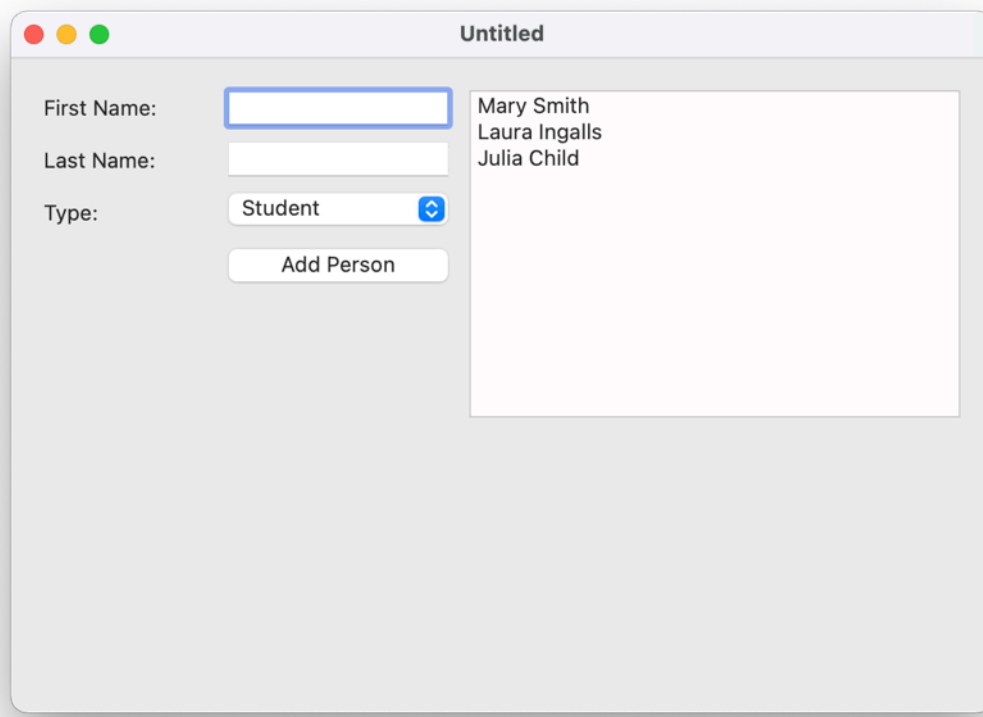 Untitled
First Name:
Last Name:
Type:
Student
Add Person
Mary Smith
Laura Ingalls
Julia Child